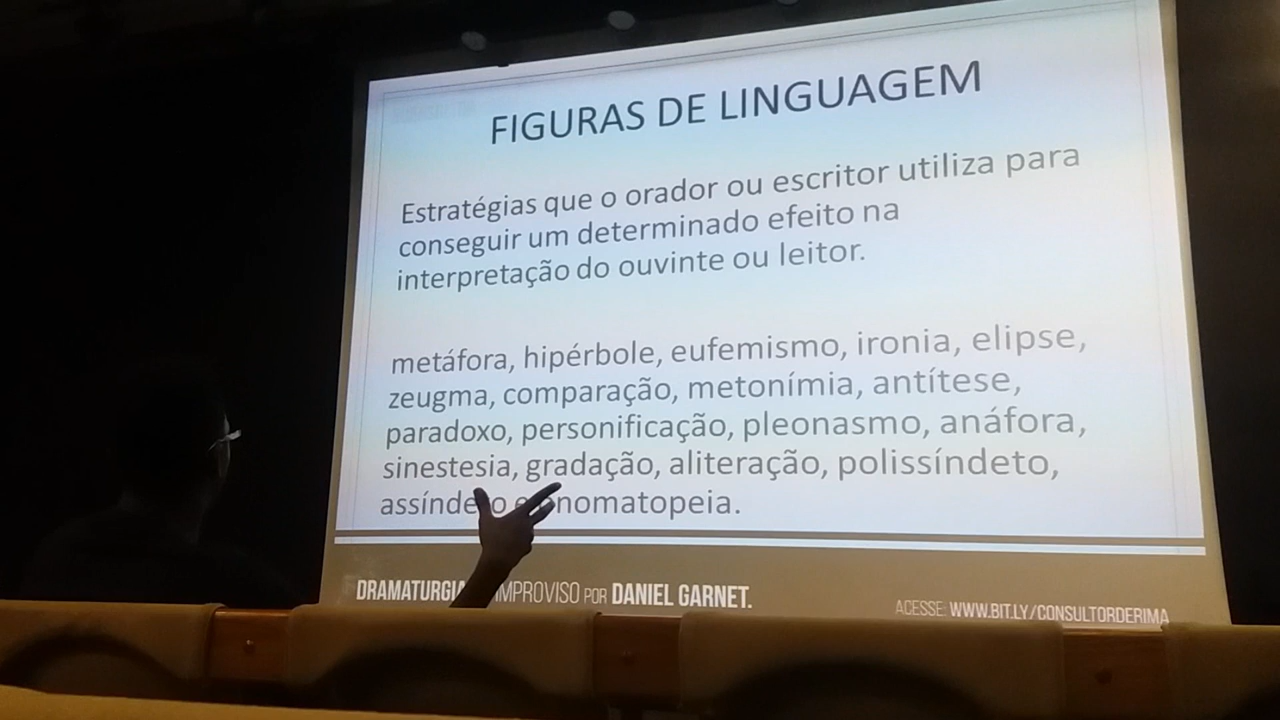 FIGURAS DE LINGUAGEM
Estratégias que o orador ou escritor utiliza para
conseguir um determinado efeito na
interpretação do ouvinte ou leitor.
metáfora, hipérbole, eufemismo, ironia, elipse,
zeugma, comparação, metonímia, antítese,
paradoxo, personificação, pleonasmo, anáfora,
sinestesia, gradação, aliteração, polissíndeto,
assíndeto e onomatopeia.
DRAMATURGIA IMPROVISO POR DANIEL GARNET.
ACESSE: WWW.BIT.LY/CONSULTORDERIMA